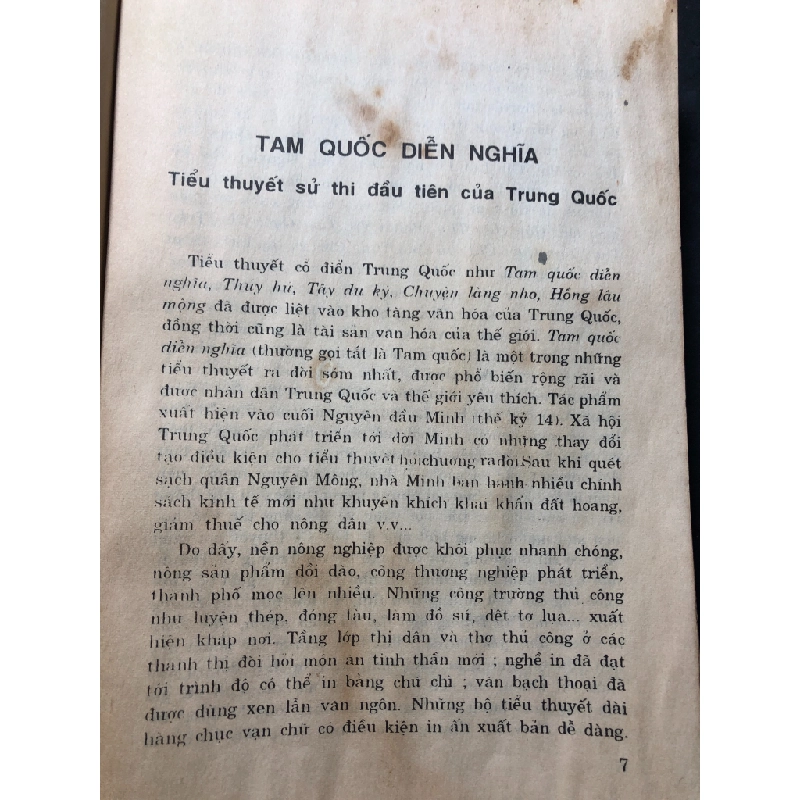 TAM QUỐC DIỄN NGHĨA
Tiểu thuyết sử thi đầu tiên của Trung Quốc
Tiểu thuyết cổ điển Trung Quốc như Tam quốc diễn
nghĩa, Thủy hử, Tây du ký, Chuyện làng nho, Hồng lâu
mộng đã được liệt vào kho tàng văn hóa của Trung Quốc,
đồng thời cũng là tài sản văn hóa của thế giới. Tam quốc
diễn nghĩa (thường gọi tắt là Tam quốc) là một trong những
tiểu thuyết ra đời sớm nhất, được phổ biến rộng rãi và
được nhân dân Trung Quốc và thế giới yêu thích. Tác phẩm
xuất hiện vào cuối Nguyên đầu Minh (thế kỷ 14). Xã hội
Trung Quốc phát triển tới đời Minh có những thay đổi
tạo điều kiện cho tiểu thuyết hồi chương ra đời. Sau khi quét
sạch quân Nguyên Mông, nhà Minh ban hành nhiều chính
sách kinh tế mới như khuyến khích khai khẩn đất hoang,
giảm thuế cho nông dân v.v...
Do đấy, nền nông nghiệp được khôi phục nhanh chóng,
nông sản phẩm dồi dào, công thương nghiệp phát triển,
thành phố mọc lên nhiều. Những công trường thủ công
như luyện thép, đóng tàu, làm đồ sứ, dệt tơ lụa... xuất
hiện khắp nơi. Tầng lớp thị dân và thợ thủ công ở các
thành thị đòi hỏi món ăn tinh thần mới ; nghề in đã đạt
tới trình độ có thể in bằng chữ chì ; văn bạch thoại đã
được dùng xen lẫn văn ngôn. Những bộ tiểu thuyết dài
hàng chục vạn chữ có điều kiện in ấn xuất bản dễ dàng.
7